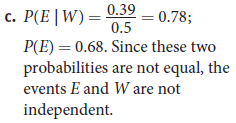 c. P(E | W) = 0.39/0.5 = 0.78;
P(E) = 0.68. Since these two
probabilities are not equal, the
events E and W are not
independent.